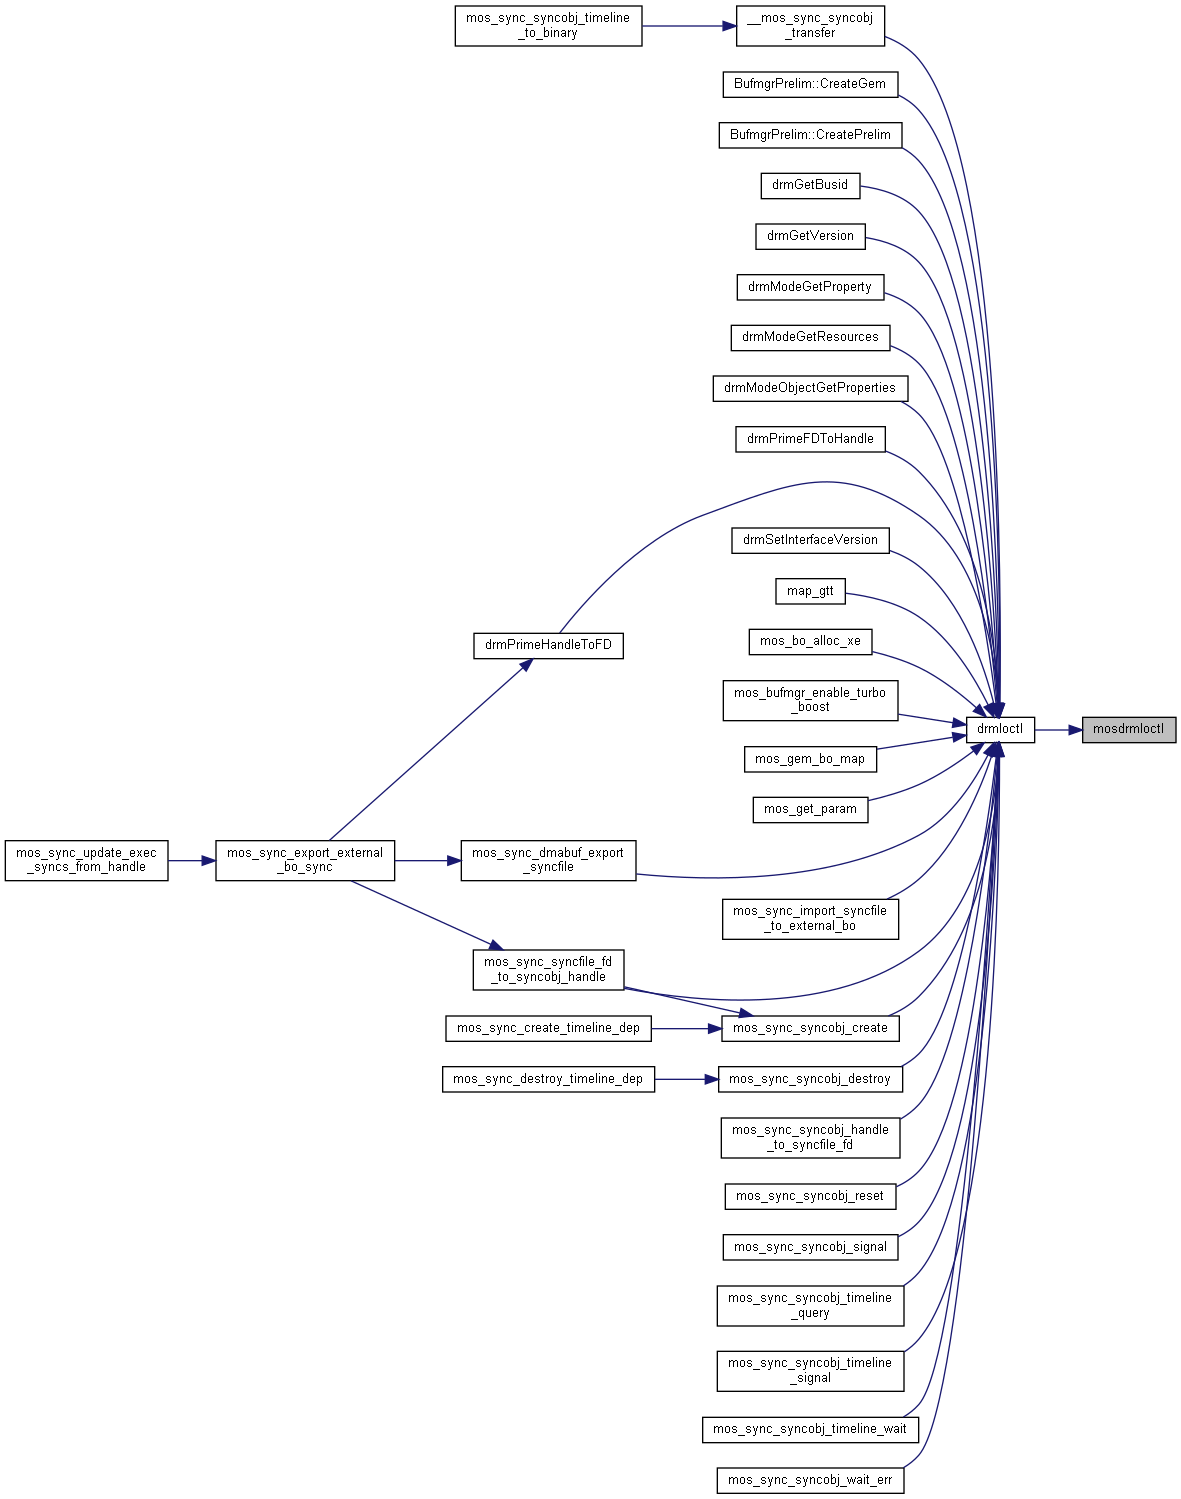 mos_sync_syncobj_timeline
_to_binary
__mos_sync_syncobj
_transfer
BufmgrPrelim::CreateGem
BufmgrPrelim::CreatePrelim
drmGetBusid
drmGetVersion
drmModeGetProperty
drmModeGetResources
drmModeObjectGetProperties
drmPrimeFDToHandle
drmSetInterfaceVersion
map_gtt
mos_bo_alloc_xe
drmPrimeHandleToFD
mos_bufmgr_enable_turbo
_boost
drmIoctl
mosdrmIoctl
mos_gem_bo_map
mos_get_param
mos_sync_update_exec
_syncs_from_handle
mos_sync_export_external
_bo_sync
mos_sync_dmabuf_export
_syncfile
mos_sync_import_syncfile
_to_external_bo
mos_sync_syncfile_fd
_to_syncobj_handle
mos_sync_create_timeline_dep
mos_sync_syncobj_create
mos_sync_destroy_timeline_dep
mos_sync_syncobj_destroy
mos_sync_syncobj_handle
_to_syncfile_fd
mos_sync_syncobj_reset
mos_sync_syncobj_signal
mos_sync_syncobj_timeline
_query
mos_sync_syncobj_timeline
_signal
mos_sync_syncobj_timeline_wait
mos_sync_syncobj_wait_err